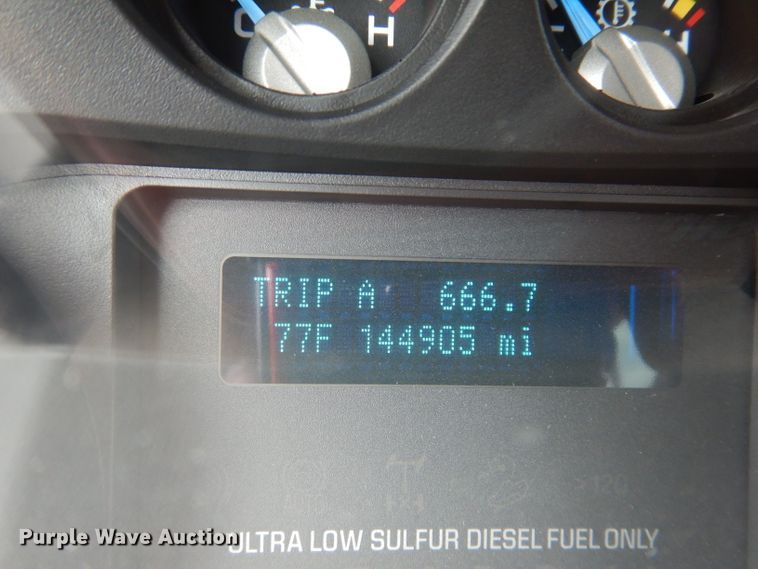 C H
H
TRIP A 666.7
77F 144905 mi
ULTRA LOW SULFUR DIESEL FUEL ONLY
Purple Wave Auction